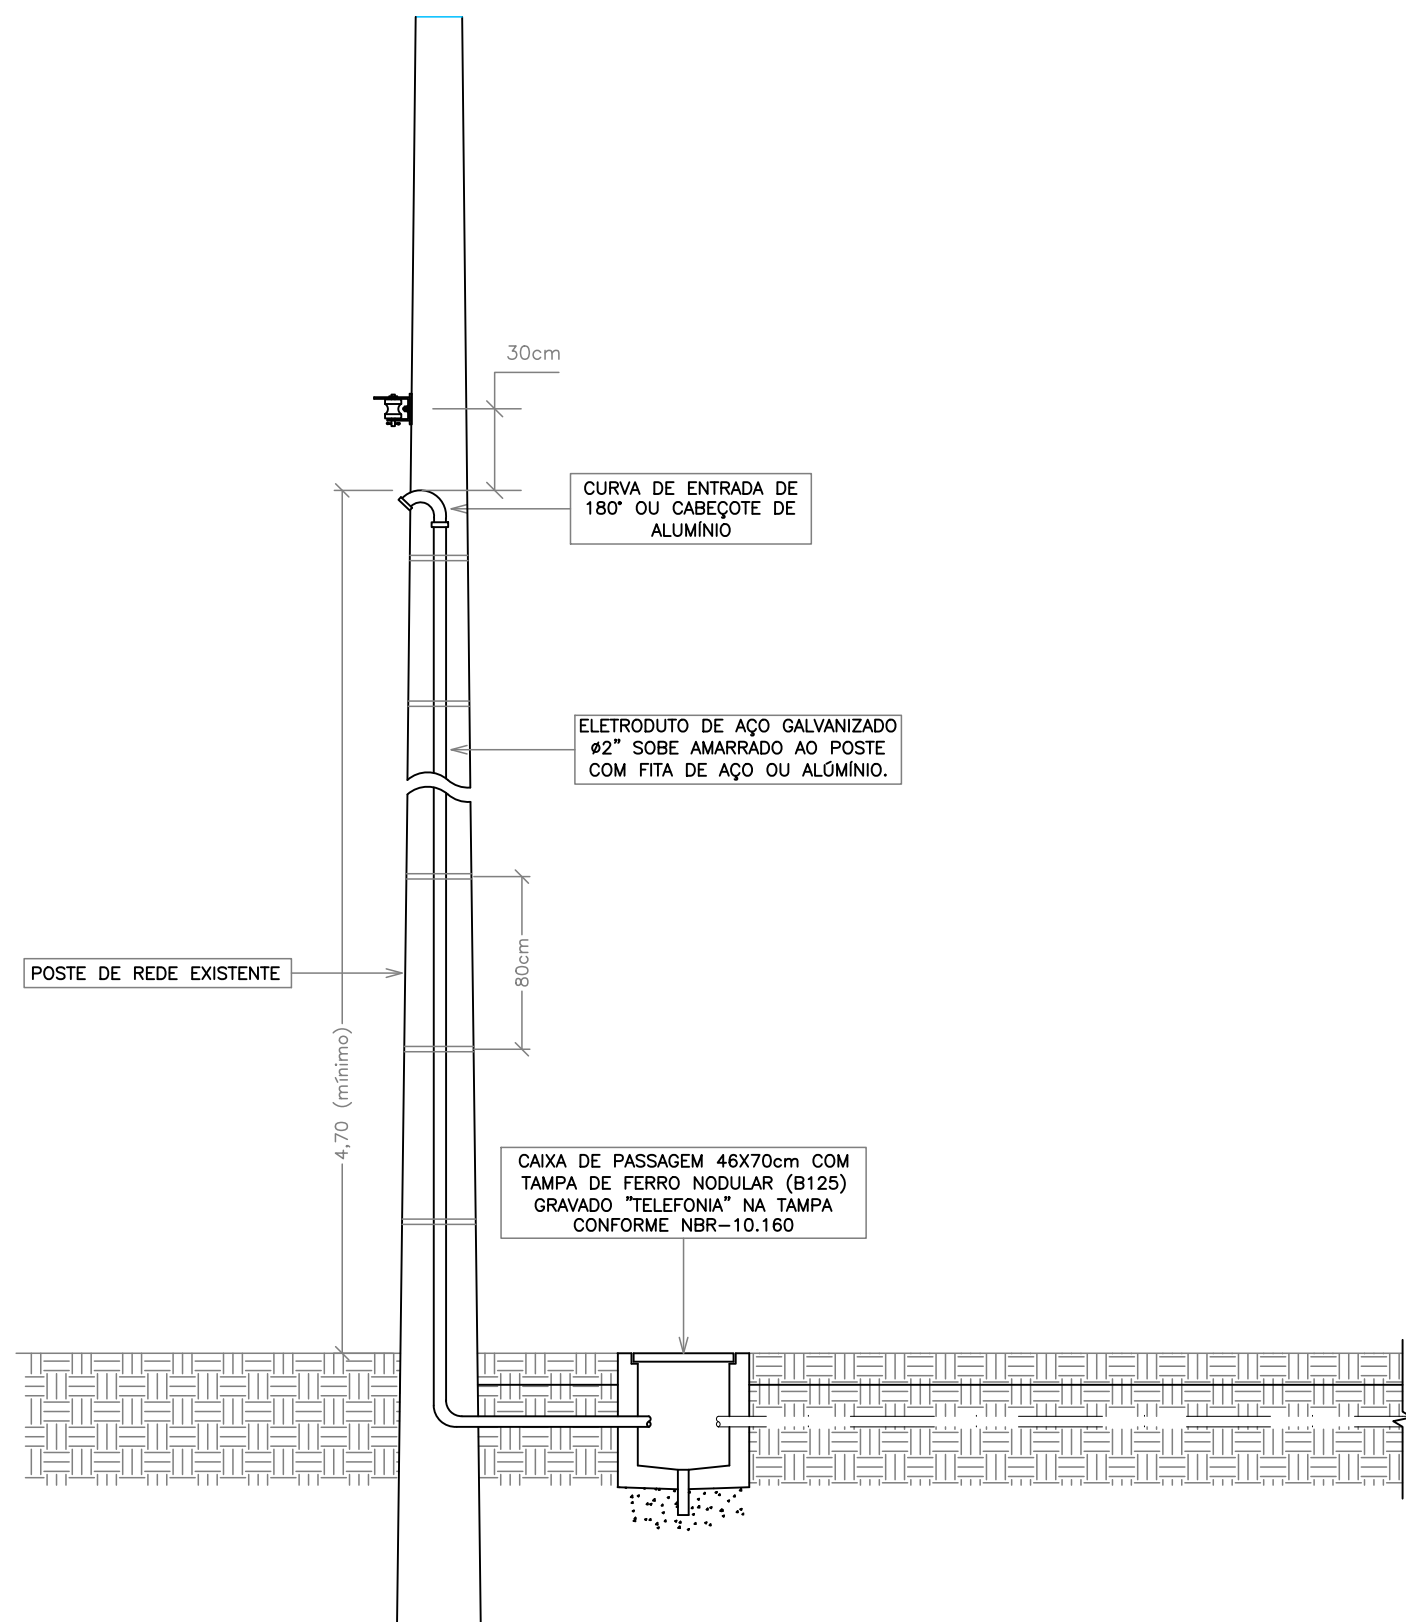 30cm
CURVA DE ENTRADA DE
180° OU CABEÇOTE DE
ALUMÍNIO
ELETRODUTO DE AÇO GALVANIZADO
ø2" SOBE AMARRADO AO POSTE
COM FITA DE AÇO OU ALÚMÍNIO.
80cm
POSTE DE REDE EXISTENTE
4,70 (mínimo)
CAIXA DE PASSAGEM 46X70cm COM
TAMPA DE FERRO NODULAR (B125)
GRAVADO "TELEFONIA" NA TAMPA
CONFORME NBR-10.160